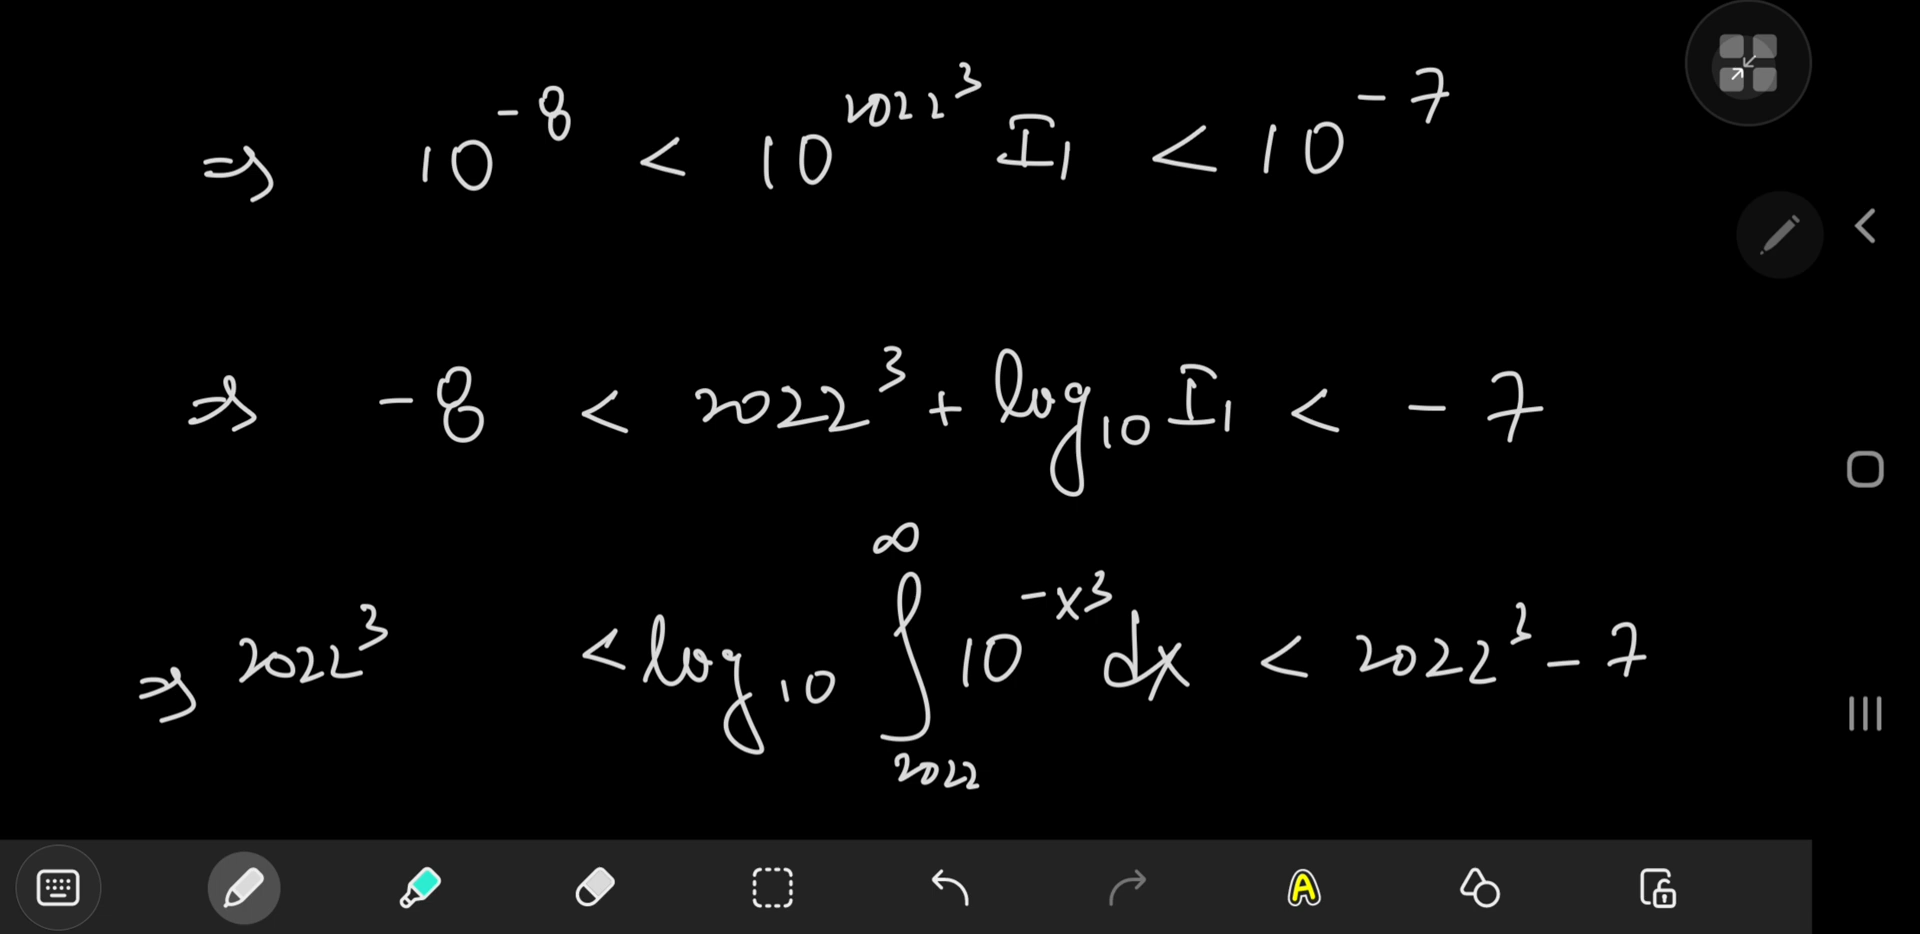 ⇒ 10^{-8} < 10^{2022^3} I_1 < 10^{-7}
⇒ -8 < 2022^3 + log_{10} I_1 < -7
⇒ 2022^3 < log_{10} ∫_{2022}^{∞} 10^{-x^3} dx < 2022^3 - 7
A